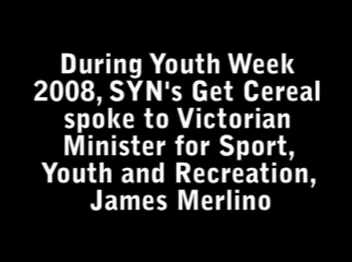 During Youth Week
2008, SYN's Get Cereal
spoke to Victorian
Minister for Sport,
Youth and Recreation,
James Merlino